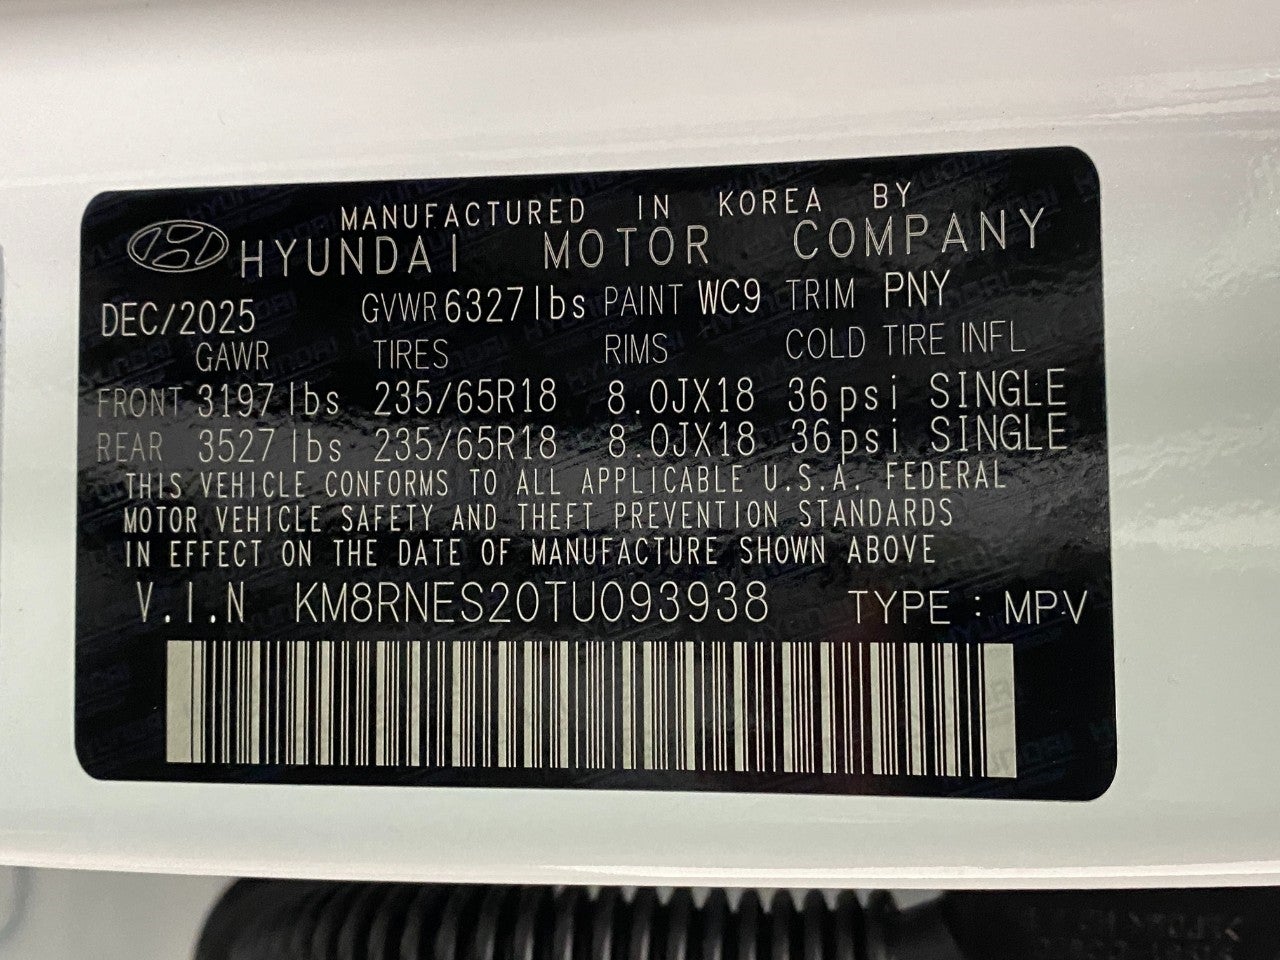 MANUFACTURED IN KOREA BY
HYUNDAI MOTOR COMPANY
DEC/2025 GVWR 6327lbs PAINT WC9 TRIM PNY
GAWR TIRES RIMS COLD TIRE INFL
FRONT 3197lbs 235/65R18 8.0JX18 36psi SINGLE
REAR 3527lbs 235/65R18 8.0JX18 36psi SINGLE
THIS VEHICLE CONFORMS TO ALL APPLICABLE U.S.A. FEDERAL
MOTOR VEHICLE SAFETY AND THEFT PREVENTION STANDARDS
IN EFFECT ON THE DATE OF MANUFACTURE SHOWN ABOVE
V.I.N KM8RNES20TU093938 TYPE : MPV